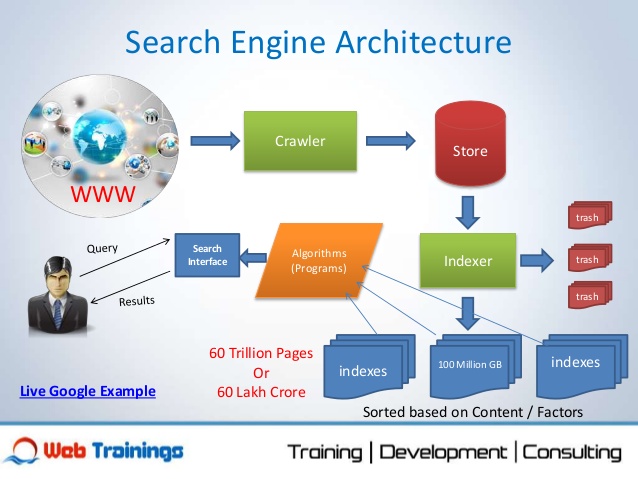 Search Engine Architecture
WWW
Crawler
Store
trash
Query
Search
Interface
Algorithms
(Programs)
Indexer
trash
Results
trash
60 Trillion Pages
Or
60 Lakh Crore
indexes
100 Million GB
indexes
Live Google Example
Sorted based on Content / Factors
Web Trainings
Training | Development | Consulting